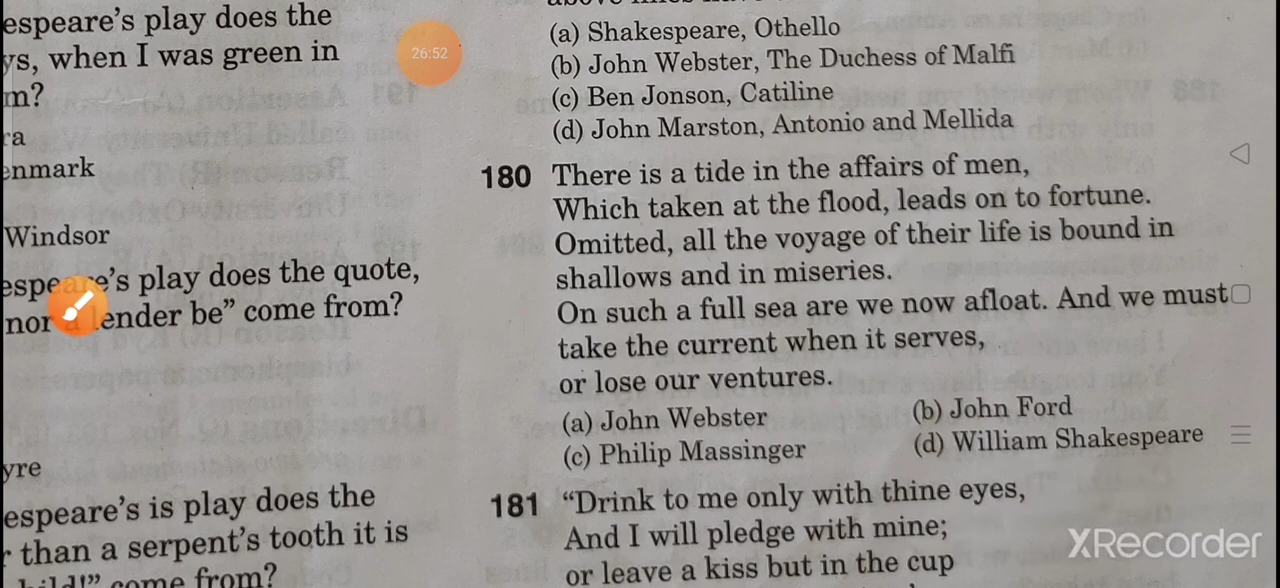 espeare's play does the
ys, when I was green in
m?
ra
enmark
Windsor
espeare's play does the quote,
nor a lender be” come from?
yre
espeare's is play does the
than a serpent's tooth it is
come from?
26:52
(a) Shakespeare, Othello
(b) John Webster, The Duchess of Malfi
(c) Ben Jonson, Catiline
(d) John Marston, Antonio and Mellida
180 There is a tide in the affairs of men,
Which taken at the flood, leads on to fortune.
Omitted, all the voyage of their life is bound in
shallows and in miseries.
On such a full sea are we now afloat. And we must
take the current when it serves,
or lose our ventures.
(a) John Webster (b) John Ford
(c) Philip Massinger (d) William Shakespeare
181 “Drink to me only with thine eyes,
And I will pledge with mine;
or leave a kiss but in the cup
XRecorder